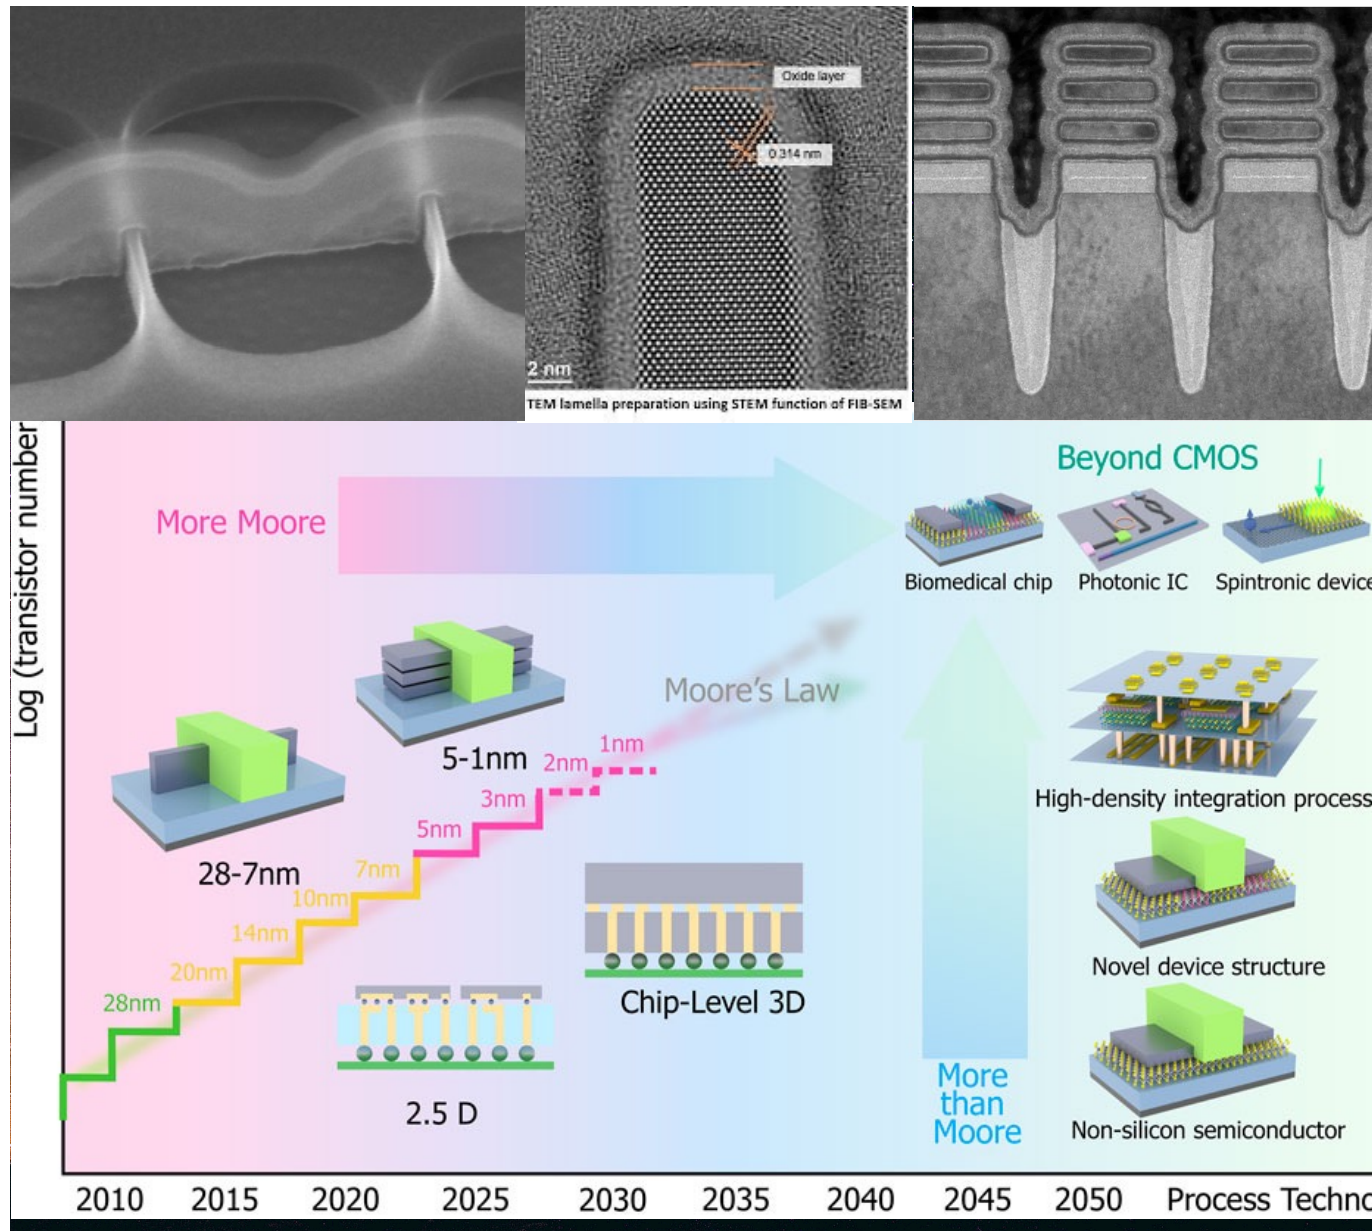 Oxide layer
0.314 nm
2 nm
TEM lamella preparation using STEM function of FIB-SEM
Log (transistor number)
More Moore
Beyond CMOS
Biomedical chip
Photonic IC
Spintronic device
Moore's Law
5-1nm
1nm
2nm
3nm
5nm
High-density integration process
28-7nm
7nm
10nm
14nm
20nm
28nm
Chip-Level 3D
Novel device structure
2.5 D
More
than
Moore
Non-silicon semiconductor
2010 2015 2020 2025 2030 2035 2040 2045 2050 Process Techno